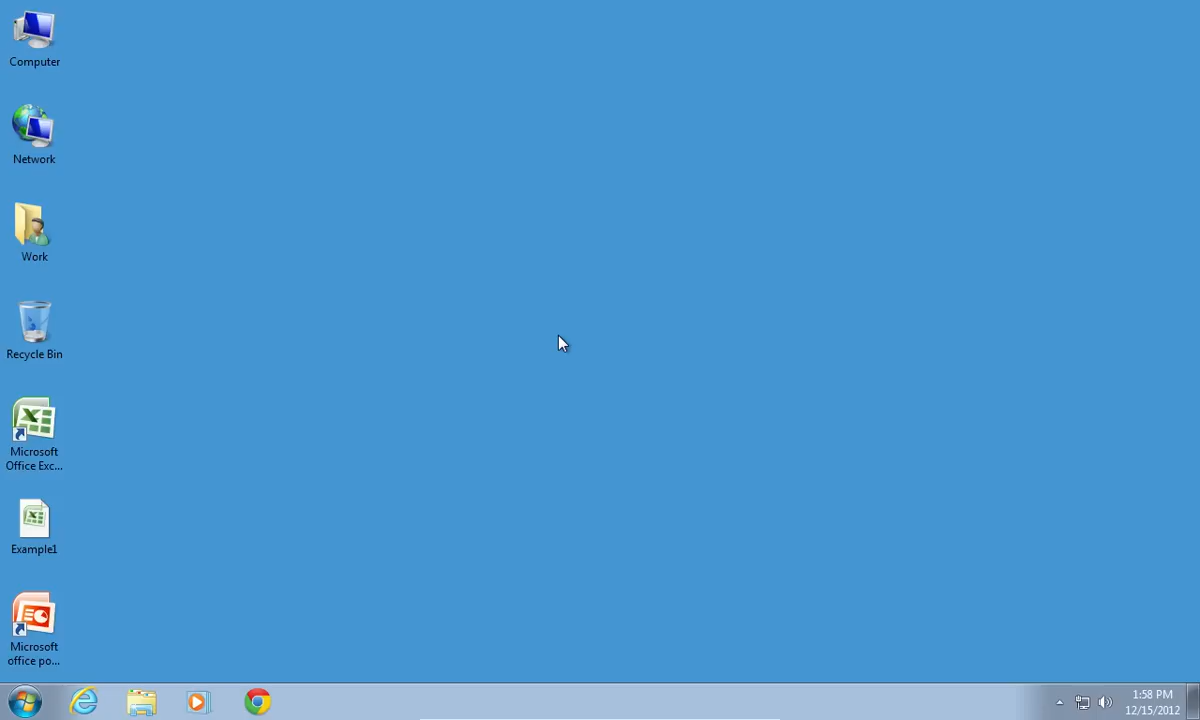 Computer
Network
Work
Recycle Bin
Microsoft
Office Exc...
Example1
Microsoft
office po...
1:58 PM
12/15/2012